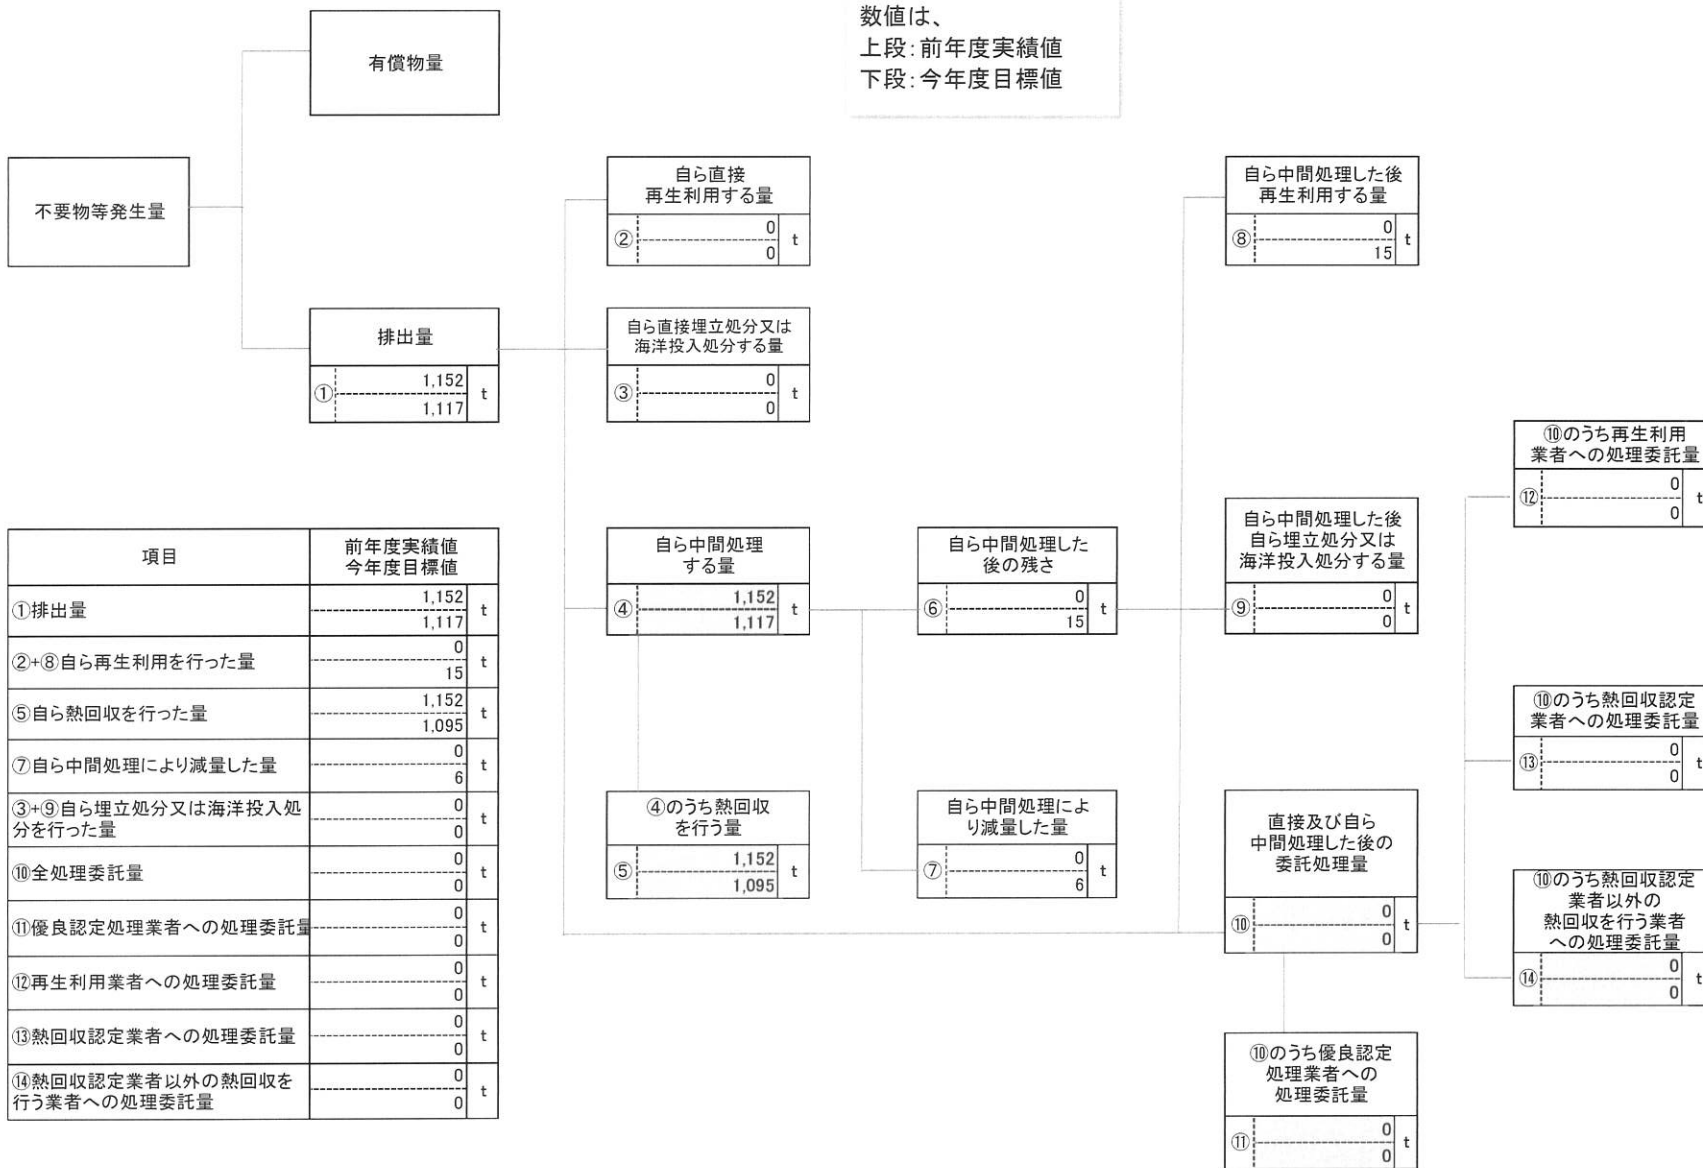 数値は、
上段:前年度実績値
下段:今年度目標値
有償物量
不要物等発生量
排出量
①
1,152
1,117
t
自ら直接
再生利用する量
②
0
0
t
自ら直接埋立処分又は
海洋投入処分する量
③
0
0
t
自ら中間処理した後
再生利用する量
⑧
0
15
t
自ら中間処理
する量
④
1,152
1,117
t
自ら中間処理した
後の残さ
⑥
0
15
t
自ら中間処理した後
自ら埋立処分又は
海洋投入処分する量
⑨
0
0
t
④のうち熱回収
を行う量
⑤
1,152
1,095
t
自ら中間処理によ
り減量した量
⑦
0
6
t
直接及び自ら
中間処理した後の
委託処理量
⑩
0
0
t
⑩のうち再生利用
業者への処理委託量
⑫
0
0
t
⑩のうち熱回収認定
業者への処理委託量
⑬
0
0
t
⑩のうち熱回収認定
業者以外の
熱回収を行う業者
への処理委託量
⑭
0
0
t
⑩のうち優良認定
処理業者への
処理委託量
⑪
0
0
t
項目
前年度実績値
今年度目標値
①排出量
1,152
1,117
t
②+⑧自ら再生利用を行った量
0
15
t
⑤自ら熱回収を行った量
1,152
1,095
t
⑦自ら中間処理により減量した量
0
6
t
③+⑨自ら埋立処分又は海洋投入処
分を行った量
0
0
t
⑩全処理委託量
0
0
t
⑪優良認定処理業者への処理委託量
0
0
t
⑫再生利用業者への処理委託量
0
0
t
⑬熱回収認定業者への処理委託量
0
0
t
⑭熱回収認定業者以外の熱回収を
行う業者への処理委託量
0
0
t